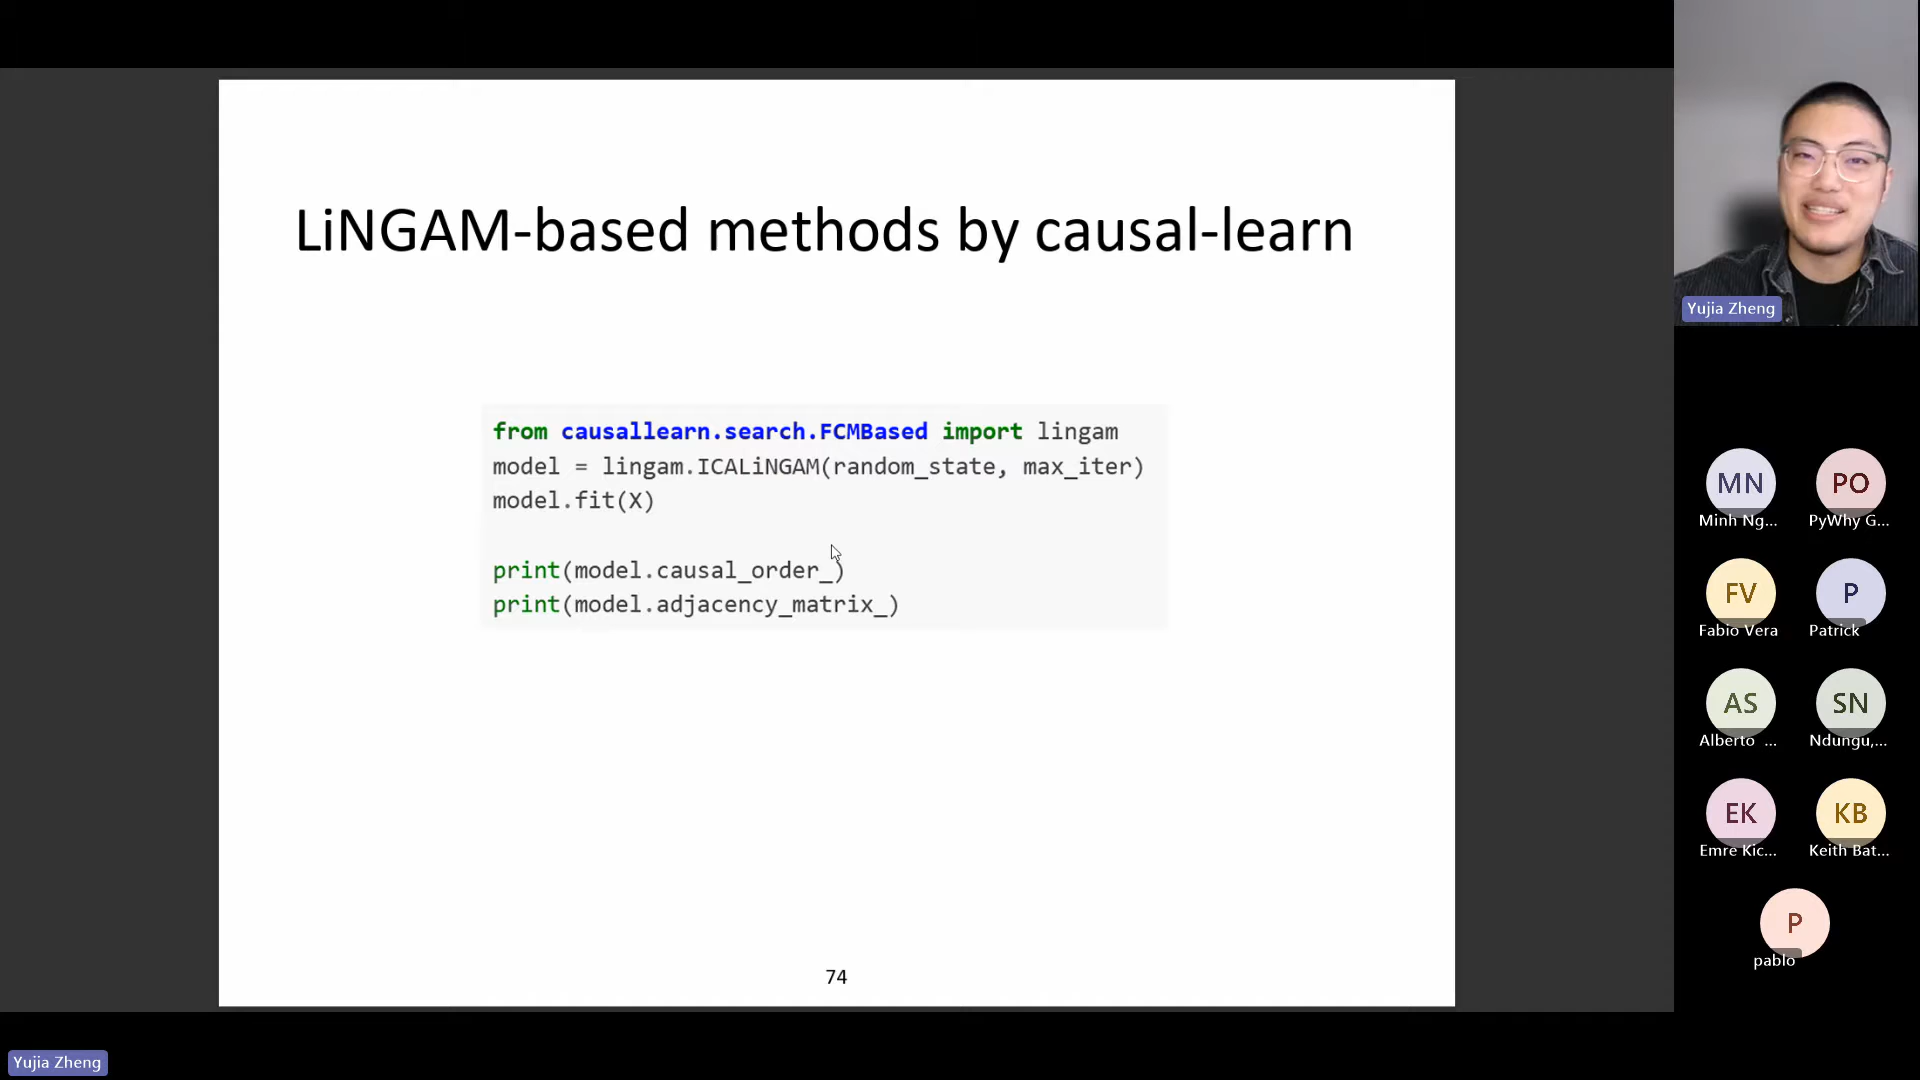 LiNGAM-based methods by causal-learn
from causallearn.search.FCMBased import lingam
model = lingam.ICALiNGAM(random_state, max_iter)
model.fit(X)
print(model.causal_order_)
print(model.adjacency_matrix_)
74
Yujia Zheng
MN
Minh Ng...
PO
PyWhy G...
FV
Fabio Vera
P
Patrick
AS
Alberto ...
SN
Ndungu,...
EK
Emre Kic...
KB
Keith Bat...
P
pablo
Yujia Zheng